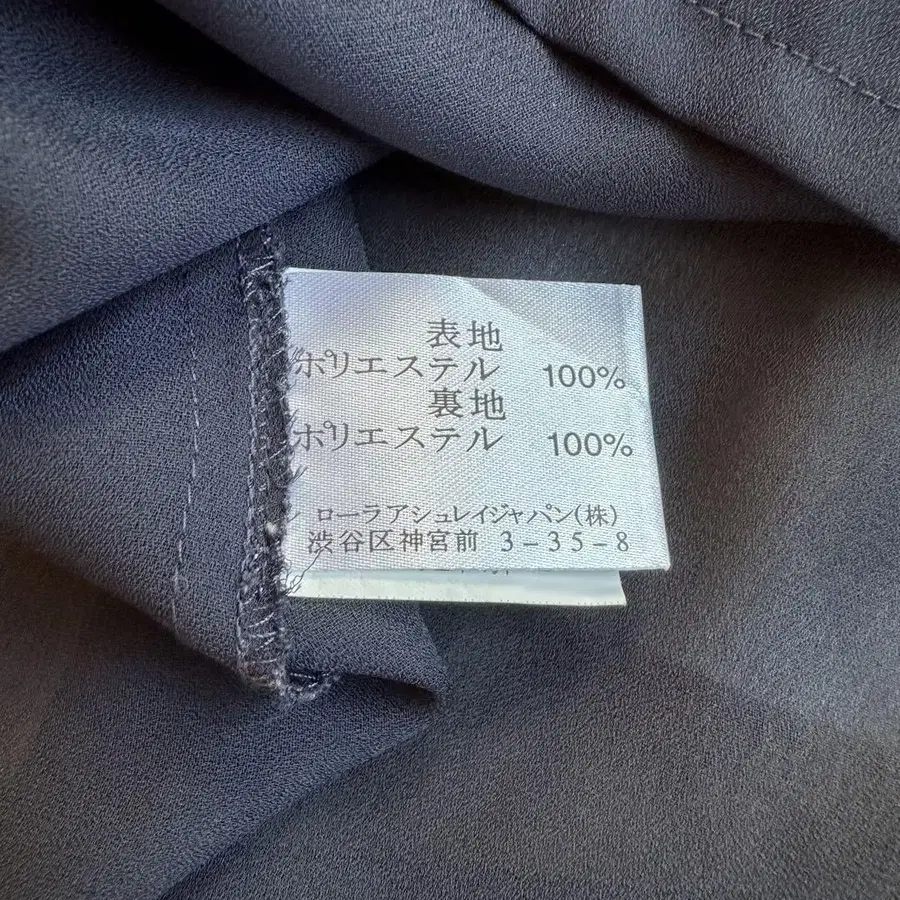 表地
ポリエステル 100%
裏地
ポリエステル 100%
ローラアシュレイジャパン(株)
渋谷区神宮前 3-35-8